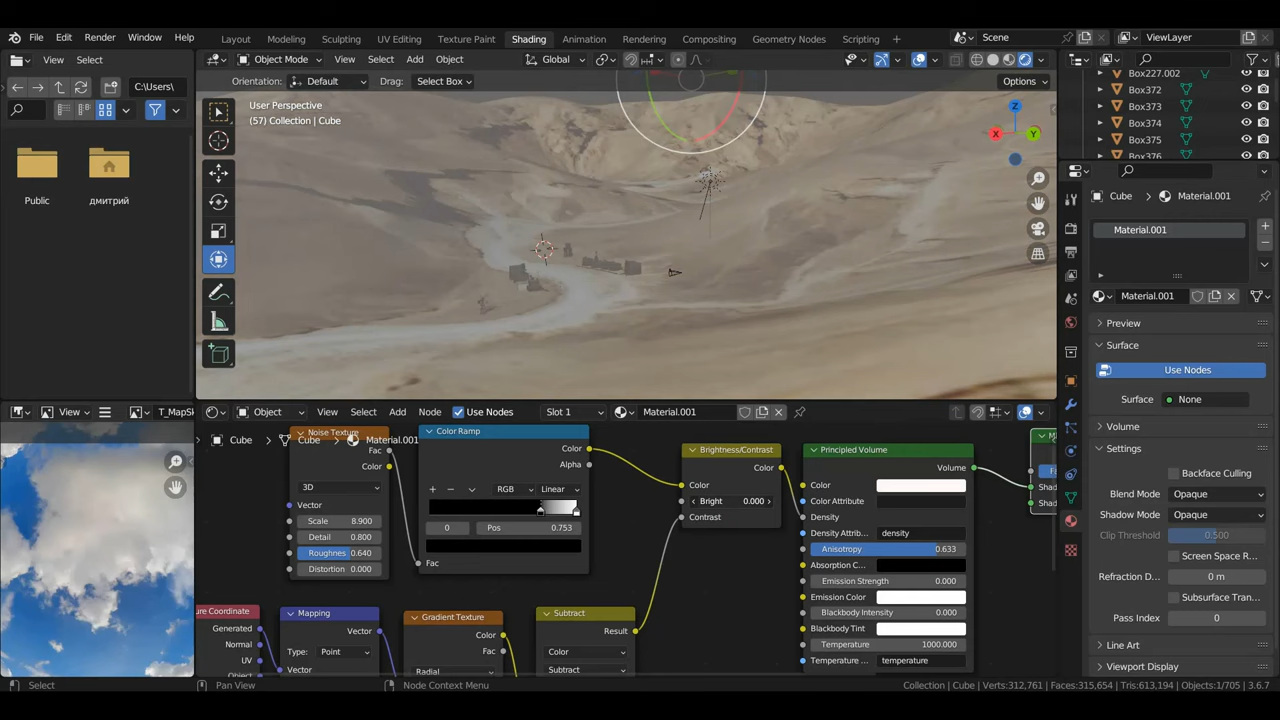 File Edit Render Window Help
Layout Modeling Sculpting UV Editing Texture Paint Shading Animation Rendering Compositing Geometry Nodes Scripting +
Scene
ViewLayer
View Select
Object Mode View Select Add Object
Global
C:\Users\
Orientation: Default Drag: Select Box
Options
Public
дмитрий
User Perspective
(57) Collection | Cube
Z
X
Y
Box227.002
Box372
Box373
Box374
Box375
Box376
Cube
Material.001
Material.001
Material.001
Preview
Surface
Use Nodes
Surface None
Volume
Settings
Backface Culling
Blend Mode Opaque
Shadow Mode Opaque
Clip Threshold 0.500
Screen Space R...
Refraction D... 0 m
Subsurface Tran...
Pass Index 0
Line Art
Viewport Display
View
T_MapSk
Object View Select Add Node Use Nodes Slot 1 Material.001
Cube
Material.001
Noise Texture
Fac
Color
3D
Vector
Scale 8.900
Detail 0.800
Roughnes 0.640
Distortion 0.000
Color Ramp
Color
Alpha
+
RGB
Linear
0
Pos 0.753
Fac
Brightness/Contrast
Color
Color
Bright 0.000
Contrast
Principled Volume
Volume
Color
Color Attribute
Density
Density Attrib... density
Anisotropy 0.633
Absorption C...
Emission Strength 0.000
Emission Color
Blackbody Intensity 0.000
Blackbody Tint
Temperature 1000.000
Temperature ... temperature
M
Shad
Shad
ure Coordinate
Generated
Normal
UV
Object
Mapping
Vector
Type: Point
Vector
Gradient Texture
Color
Fac
Radial
Subtract
Result
Color
Subtract
Select
Pan View
Node Context Menu
Collection | Cube | Verts:312,761 | Faces:315,654 | Tris:613,194 | Objects:1/705 | 3.6.7